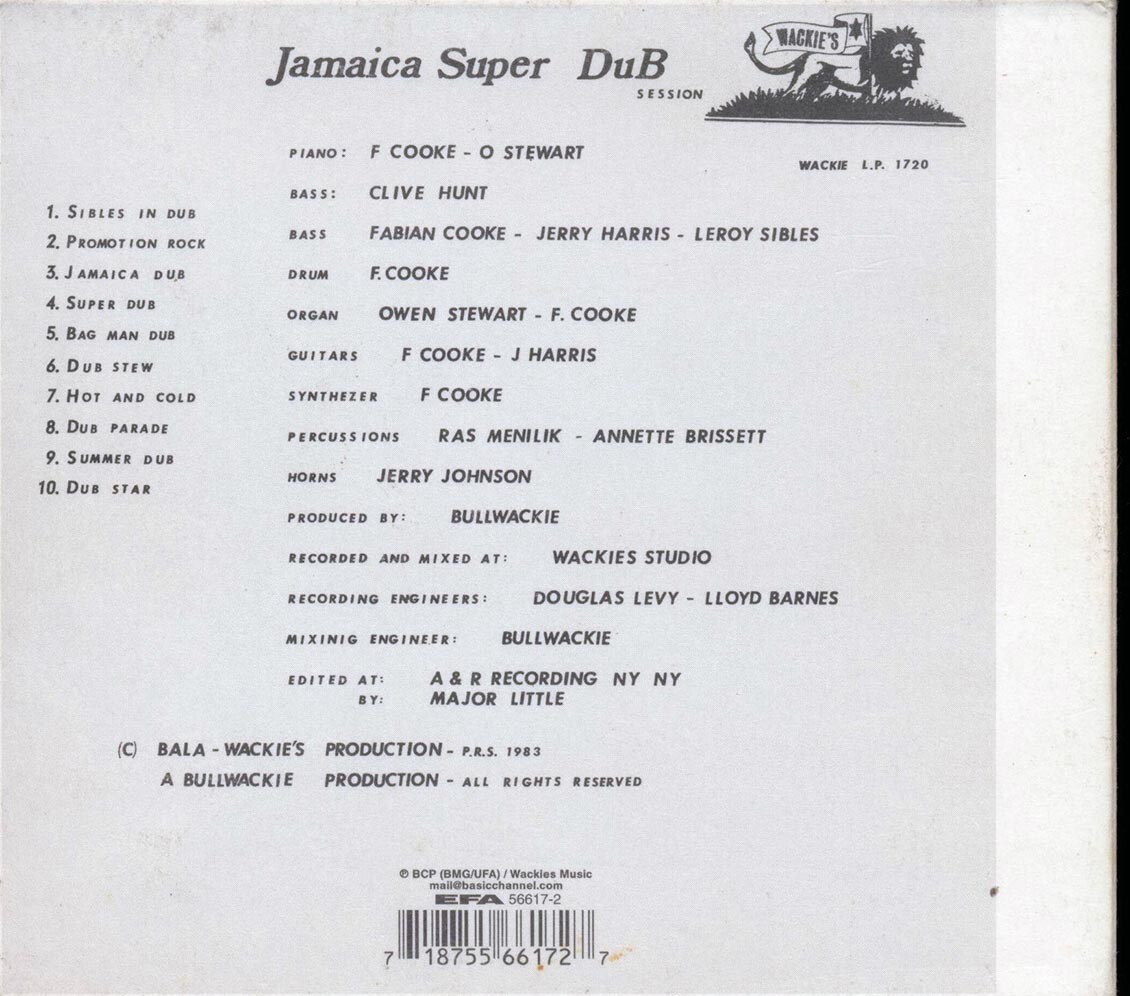 Jamaica Super DuB
SESSION
WACKIE'S
WACKIE L.P. 1720
1. SIBLES IN DUB
2. PROMOTION ROCK
3. JAMAICA DUB
4. SUPER DUB
5. BAG MAN DUB
6. DUB STEW
7. HOT AND COLD
8. DUB PARADE
9. SUMMER DUB
10. DUB STAR
PIANO: F COOKE - O STEWART
BASS: CLIVE HUNT
BASS FABIAN COOKE - JERRY HARRIS - LEROY SIBLES
DRUM F. COOKE
ORGAN OWEN STEWART - F. COOKE
GUITARS F COOKE - J HARRIS
SYNTHEZER F COOKE
PERCUSSIONS RAS MENILIK - ANNETTE BRISSETT
HORNS JERRY JOHNSON
PRODUCED BY: BULLWACKIE
RECORDED AND MIXED AT: WACKIES STUDIO
RECORDING ENGINEERS: DOUGLAS LEVY - LLOYD BARNES
MIXINIG ENGINEER: BULLWACKIE
EDITED AT: A & R RECORDING NY NY
BY: MAJOR LITTLE
(C) BALA - WACKIE'S PRODUCTION - P.R.S. 1983
A BULLWACKIE PRODUCTION - ALL RIGHTS RESERVED
℗ BCP (BMG/UFA) / Wackies Music
mail@basicchannel.com
EFA 56617-2
7 18755 66172 7